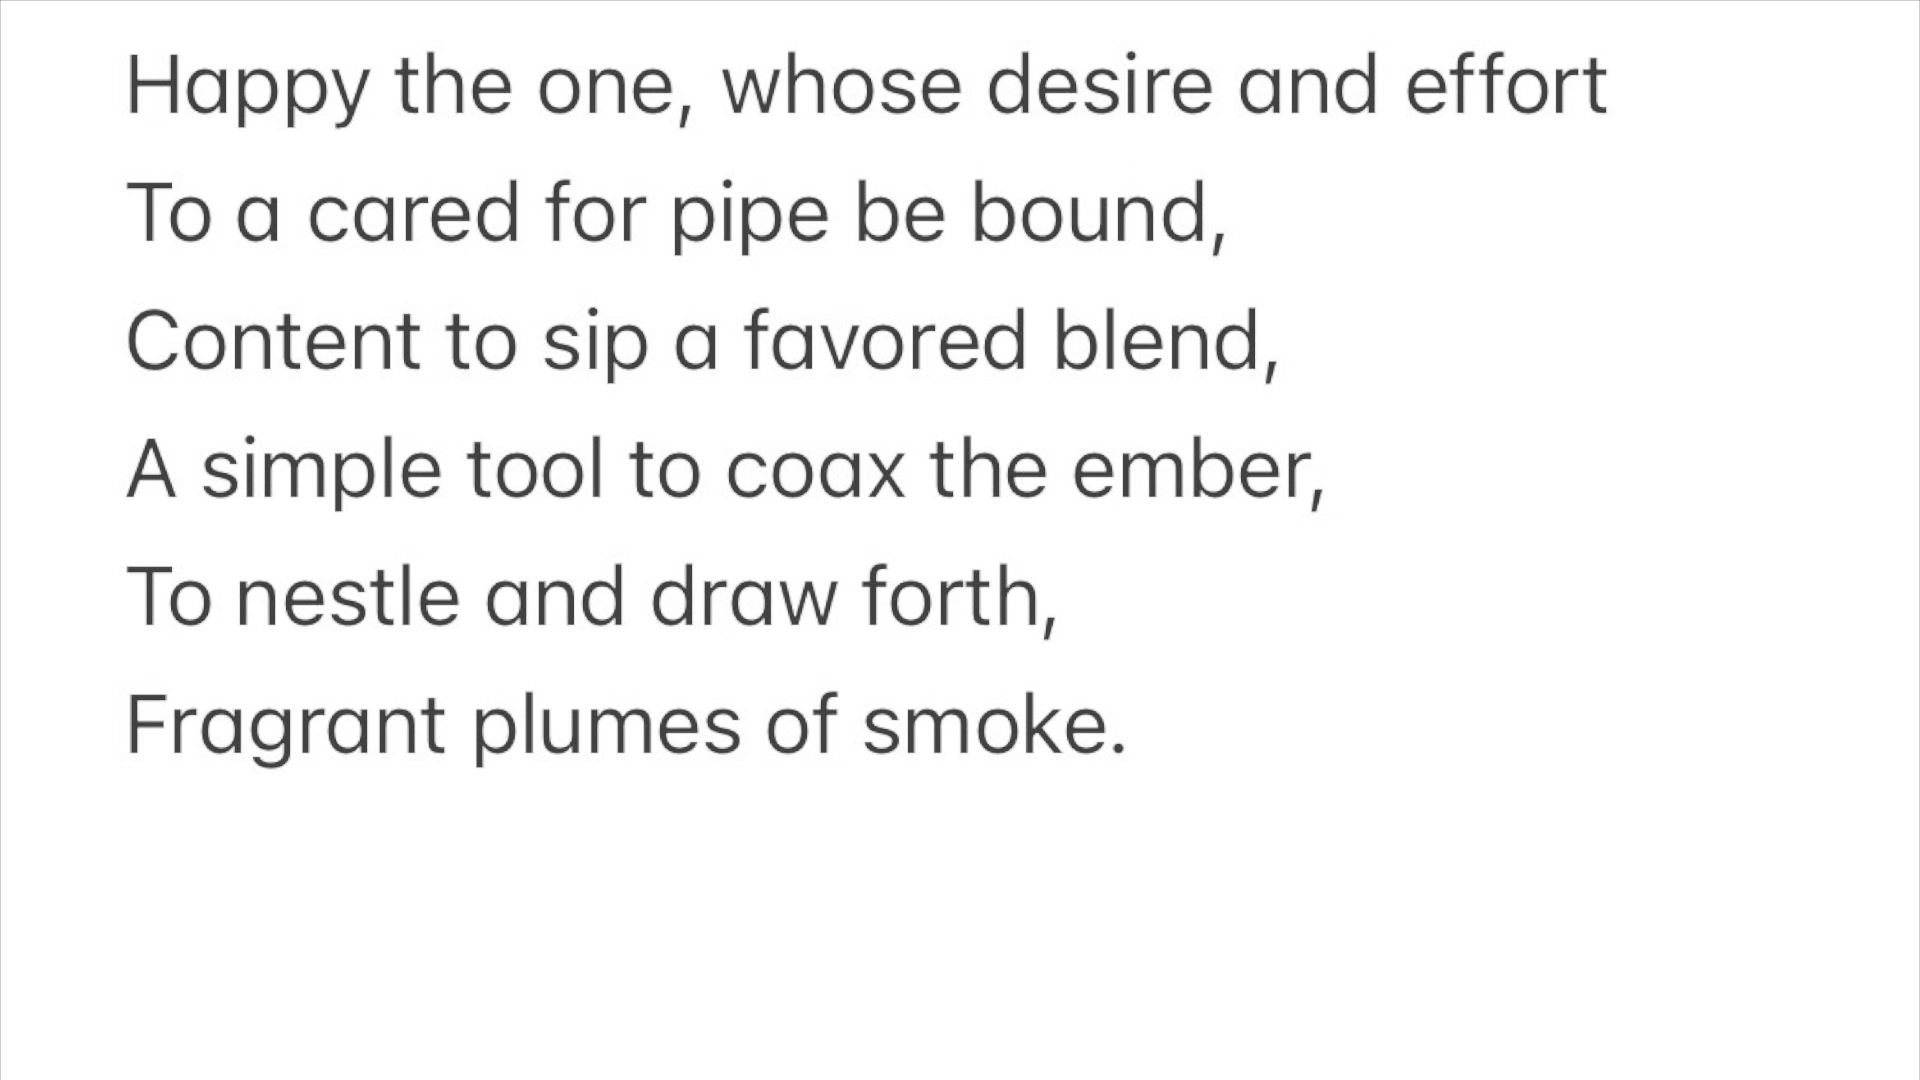 Happy the one, whose desire and effort
To a cared for pipe be bound,
Content to sip a favored blend,
A simple tool to coax the ember,
To nestle and draw forth,
Fragrant plumes of smoke.